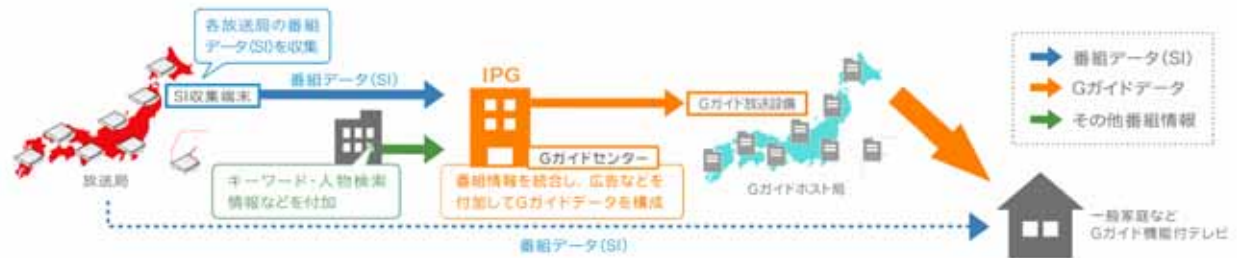 各放送局の番組
データ(SI)を収集
SI収集端末
番組データ(SI)
放送局
キーワード・人物検索
情報などを付加
IPG
Gガイドセンター
番組情報を統合し、広告などを
付加してGガイドデータを構成
Gガイド放送設備
Gガイドホスト局
番組データ(SI)
Gガイドデータ
その他番組情報
一般家庭など
Gガイド機能付テレビ
番組データ(SI)